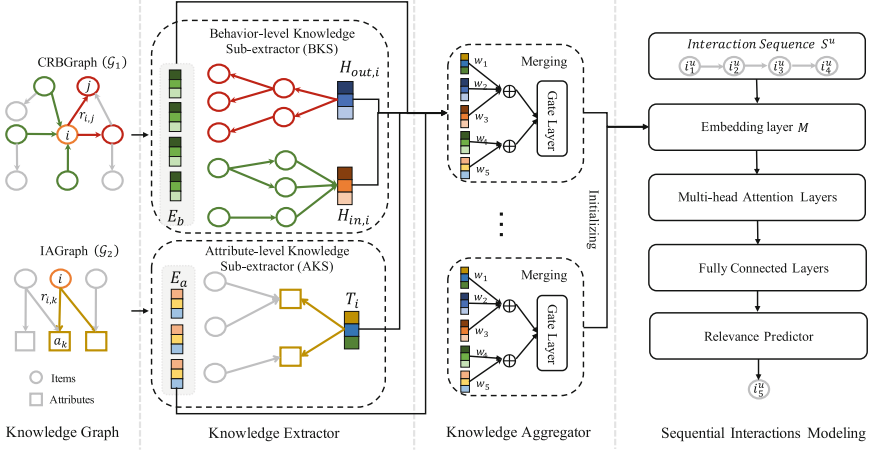 CRBGraph (𝒢₁)
j
r_{i,j}
i
IAGraph (𝒢₂)
i
r_{i,k}
a_k
Items
Attributes
Knowledge Graph
Behavior-level Knowledge
Sub-extractor (BKS)
H_{out,i}
E_b
H_{in,i}
Attribute-level Knowledge
Sub-extractor (AKS)
E_a
T_i
Knowledge Extractor
Merging
w₁
w₂
w₃
w₄
w₅
Gate Layer
...
Merging
w₁
w₂
w₃
w₄
w₅
Gate Layer
Initializing
Knowledge Aggregator
Interaction Sequence S^u
i₁^u i₂^u i₃^u i₄^u
Embedding layer M
Multi-head Attention Layers
Fully Connected Layers
Relevance Predictor
i₅^u
Sequential Interactions Modeling